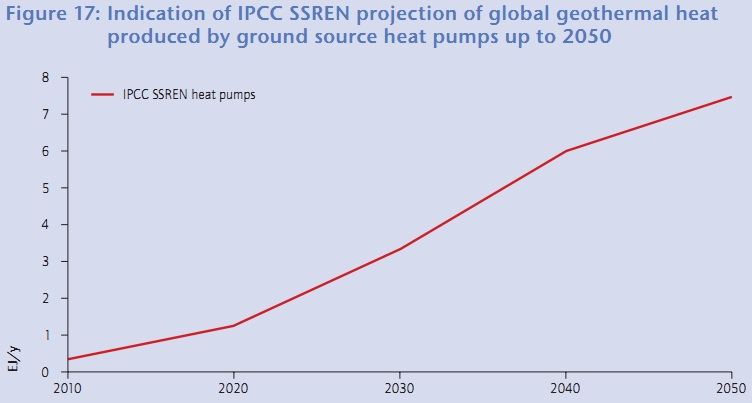 Figure 17: Indication of IPCC SSREN projection of global geothermal heat
produced by ground source heat pumps up to 2050
8
IPCC SSREN heat pumps
7
6
5
4
3
2
1
EJ/y
0
2010 2020 2030 2040 2050